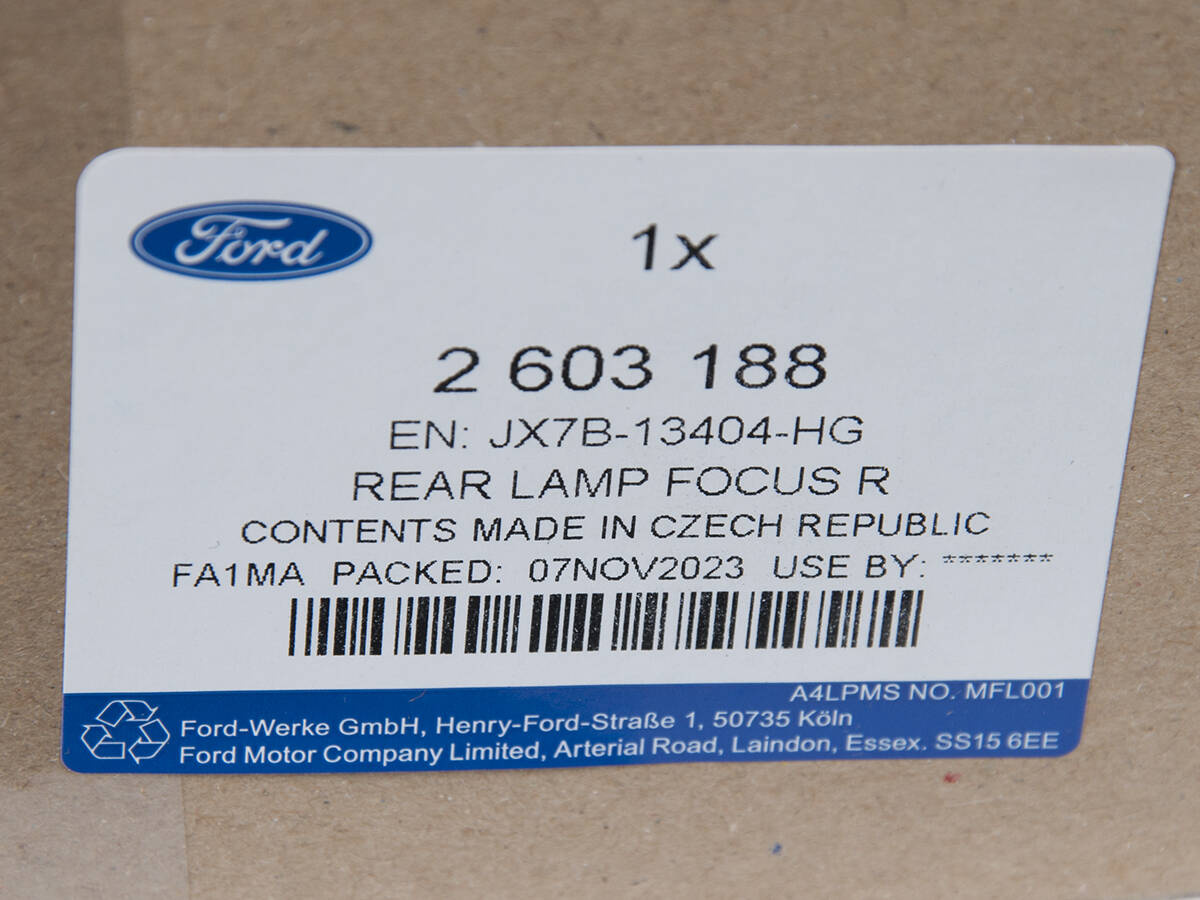 Ford
1x
2 603 188
EN: JX7B-13404-HG
REAR LAMP FOCUS R
CONTENTS MADE IN CZECH REPUBLIC
FA1MA PACKED: 07NOV2023 USE BY: *******
A4LPMS NO. MFL001
Ford-Werke GmbH, Henry-Ford-Straße 1, 50735 Köln
Ford Motor Company Limited, Arterial Road, Laindon, Essex. SS15 6EE